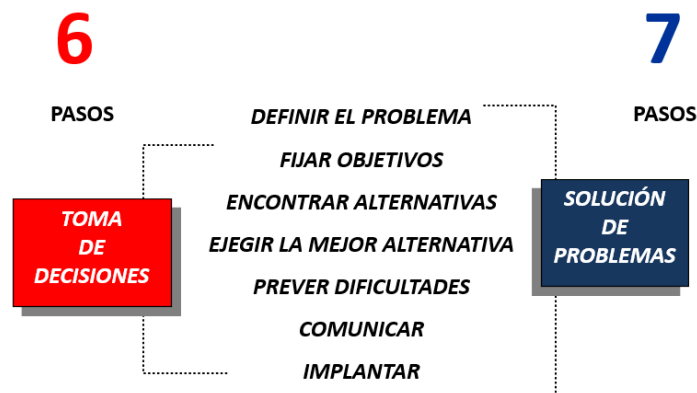 6
7
PASOS
PASOS
DEFINIR EL PROBLEMA
FIJAR OBJETIVOS
ENCONTRAR ALTERNATIVAS
EJEGIR LA MEJOR ALTERNATIVA
PREVER DIFICULTADES
COMUNICAR
IMPLANTAR
TOMA
DE
DECISIONES
SOLUCIÓN
DE
PROBLEMAS